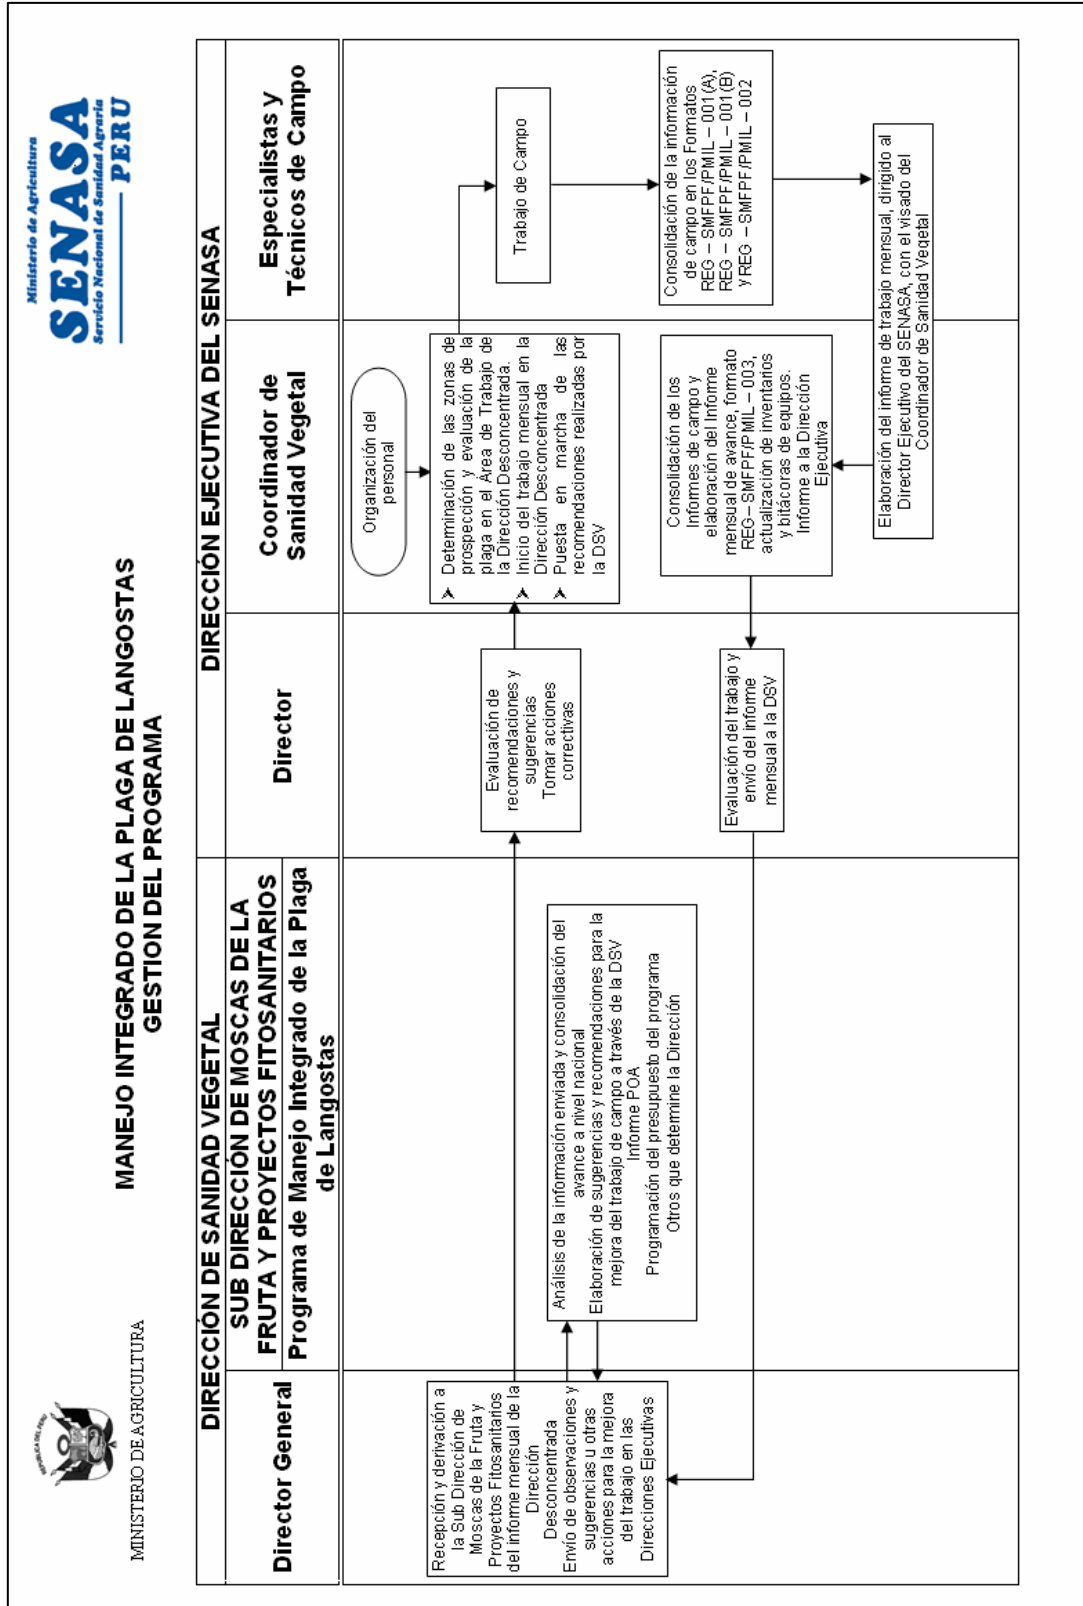 REPUBLICA DEL PERU
MINISTERIO DE AGRICULTURA
MANEJO INTEGRADO DE LA PLAGA DE LANGOSTAS
GESTION DEL PROGRAMA
Ministerio de Agricultura
SENASA
Servicio Nacional de Sanidad Agraria
PERU
DIRECCIÓN DE SANIDAD VEGETAL
DIRECCIÓN EJECUTIVA DEL SENASA
Director General
SUB DIRECCIÓN DE MOSCAS DE LA
FRUTA Y PROYECTOS FITOSANITARIOS
Programa de Manejo Integrado de la Plaga
de Langostas
Director
Coordinador de
Sanidad Vegetal
Especialistas y
Técnicos de Campo
Organización del
personal
Determinación de las zonas de
prospección y evaluación de la
plaga en el Área de Trabajo de
la Dirección Desconcentrada.
Inicio del trabajo mensual en la
Dirección Desconcentrada
Puesta en marcha de las
recomendaciones realizadas por
la DSV
Trabajo de Campo
Evaluación de
recomendaciones y
sugerencias
Tomar acciones
correctivas
Recepción y derivación a
la Sub Dirección de
Moscas de la Fruta y
Proyectos Fitosanitarios
del informe mensual de la
Dirección
Desconcentrada
Envío de observaciones y
sugerencias u otras
acciones para la mejora
del trabajo en las
Direcciones Ejecutivas
Análisis de la información enviada y consolidación del
avance a nivel nacional
Elaboración de sugerencias y recomendaciones para la
mejora del trabajo de campo a través de la DSV
Informe POA
Programación del presupuesto del programa
Otros que determine la Dirección
Evaluación del trabajo y
envío del informe
mensual a la DSV
Consolidación de los
Informes de campo y
elaboración del Informe
mensual de avance, formato
REG – SMFPF/PMIL – 003,
actualización de inventarios
y bitácoras de equipos.
Informe a la Dirección
Ejecutiva
Consolidación de la información
de campo en los Formatos
REG – SMFPF/PMIL – 001(A),
REG – SMFPF/PMIL – 001(B)
y REG – SMFPF/PMIL – 002
Elaboración del informe de trabajo mensual, dirigido al
Director Ejecutivo del SENASA, con el visado del
Coordinador de Sanidad Vegetal